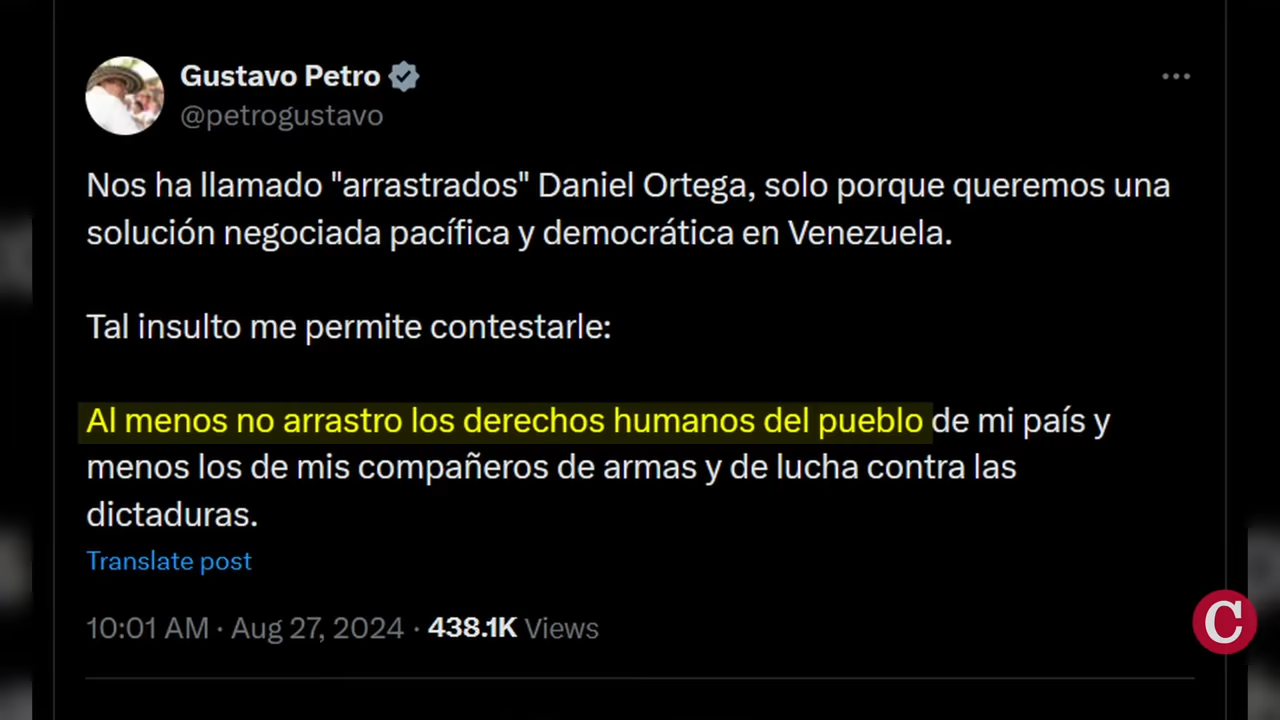 Gustavo Petro
@petrogustavo
Nos ha llamado "arrastrados" Daniel Ortega, solo porque queremos una
solución negociada pacífica y democrática en Venezuela.
Tal insulto me permite contestarle:
Al menos no arrastro los derechos humanos del pueblo de mi país y
menos los de mis compañeros de armas y de lucha contra las
dictaduras.
Translate post
10:01 AM · Aug 27, 2024 · 438.1K Views
C